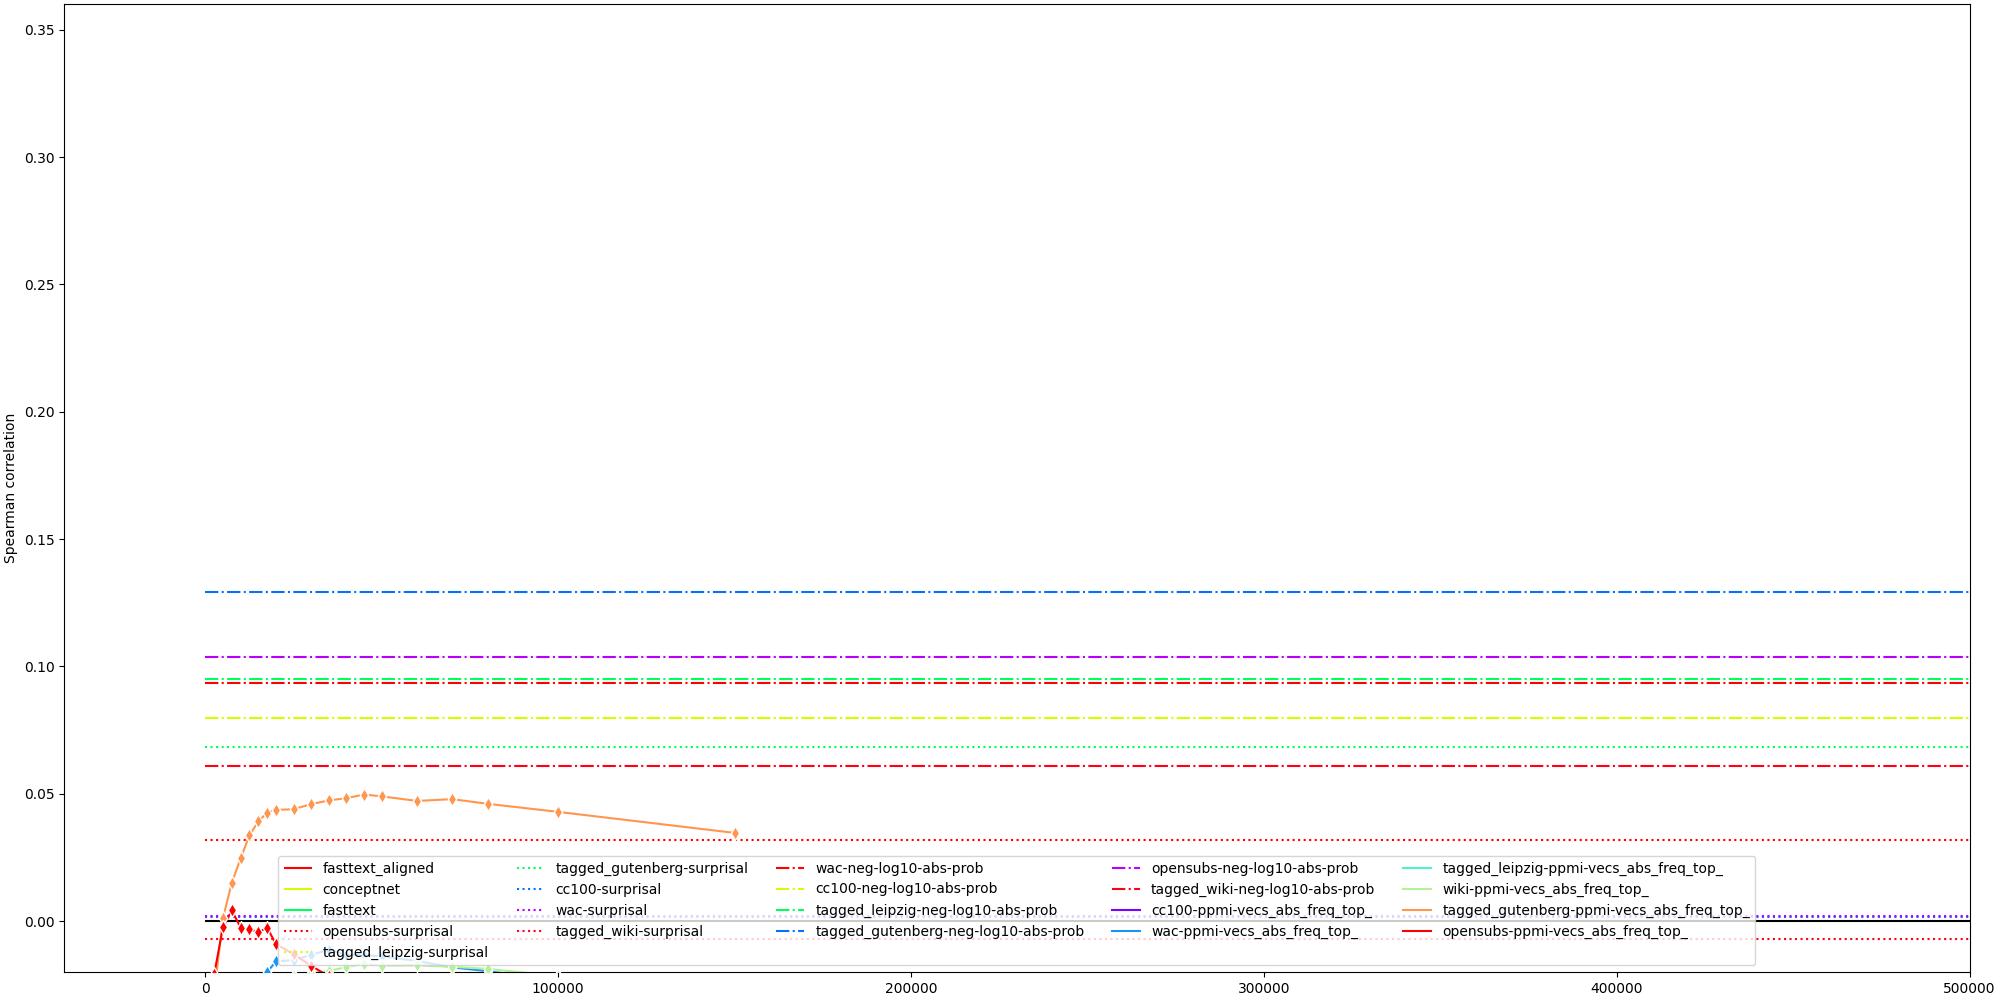 0.35
0.30
0.25
0.20
0.15
0.10
0.05
0.00
Spearman correlation
fasttext_aligned
conceptnet
fasttext
opensubs-surprisal
tagged_leipzig-surprisal
tagged_gutenberg-surprisal
cc100-surprisal
wac-surprisal
tagged_wiki-surprisal
wac-neg-log10-abs-prob
cc100-neg-log10-abs-prob
tagged_leipzig-neg-log10-abs-prob
tagged_gutenberg-neg-log10-abs-prob
opensubs-neg-log10-abs-prob
tagged_wiki-neg-log10-abs-prob
cc100-ppmi-vecs_abs_freq_top_
wac-ppmi-vecs_abs_freq_top_
tagged_leipzig-ppmi-vecs_abs_freq_top_
wiki-ppmi-vecs_abs_freq_top_
tagged_gutenberg-ppmi-vecs_abs_freq_top_
opensubs-ppmi-vecs_abs_freq_top_
0 100000 200000 300000 400000 500000